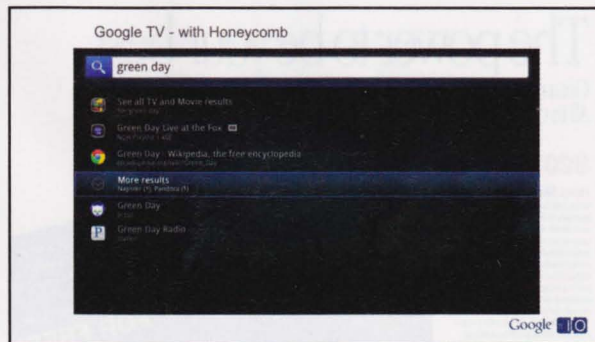 Google TV - with Honeycomb
green day
See all TV and Movie results
Green Day Live at the Fox
Green Day - Wikipedia, the free encyclopedia
More results
Napster (1), Pandora (1)
Green Day
Green Day Radio
Google IO